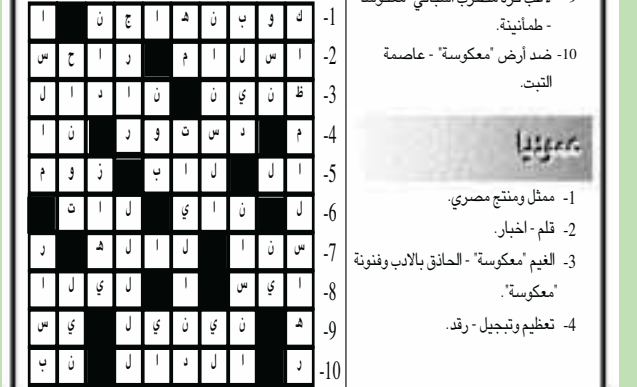 - طمأنينة.
10- ضد أرض "معكوسة" - عاصمة
التبت.
عموديا
1- ممثل ومنتج مصري.
2- قلم - اخبار.
3- الغيم "معكوسة" - الحاذق بالادب وفنونة
"معكوسة".
4- تعظيم وتبجيل - رقد.
1- ك و ب ن ه ا ج ن ا
2- ا س ل ا م ر ا ح س
3- ظ ن ي ن ن ا د ا ل
4- م د س ت و ر ن ا
5- ا ل ل ا ب ز و م
6- ل ن ا ي ل ا ت
7- س ن ا ل ا ل ه ر
8- ا ي س ا ل ي ل ا
9- ه ن ي ن ي ل ي س
10- ر ا ل د ا ل ن ب